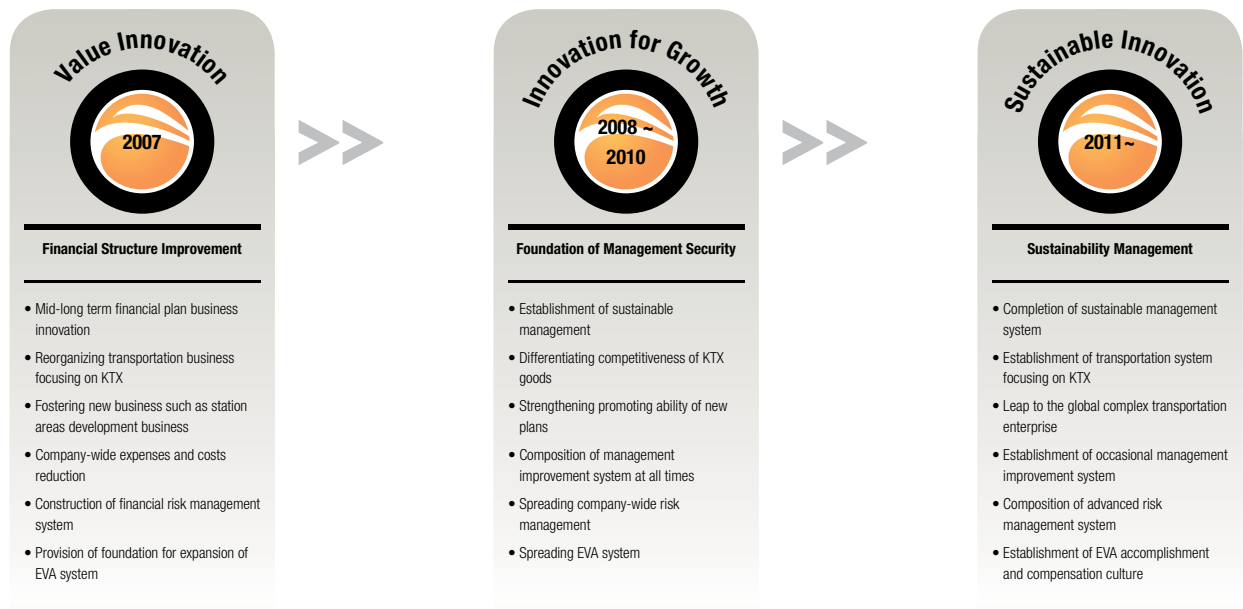 Value Innovation
2007
Financial Structure Improvement
• Mid-long term financial plan business
innovation
• Reorganizing transportation business
focusing on KTX
• Fostering new business such as station
areas development business
• Company-wide expenses and costs
reduction
• Construction of financial risk management
system
• Provision of foundation for expansion of
EVA system
Innovation for Growth
2008 ~
2010
Foundation of Management Security
• Establishment of sustainable
management
• Differentiating competitiveness of KTX
goods
• Strengthening promoting ability of new
plans
• Composition of management
improvement system at all times
• Spreading company-wide risk
management
• Spreading EVA system
Sustainable Innovation
2011~
Sustainability Management
• Completion of sustainable management
system
• Establishment of transportation system
focusing on KTX
• Leap to the global complex transportation
enterprise
• Establishment of occasional management
improvement system
• Composition of advanced risk
management system
• Establishment of EVA accomplishment
and compensation culture